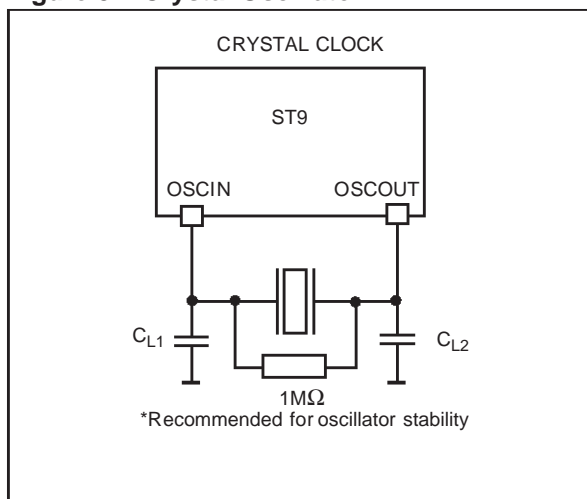 CRYSTAL CLOCK
ST9
OSCIN
OSCOUT
CL1
CL2
1MΩ
*Recommended for oscillator stability